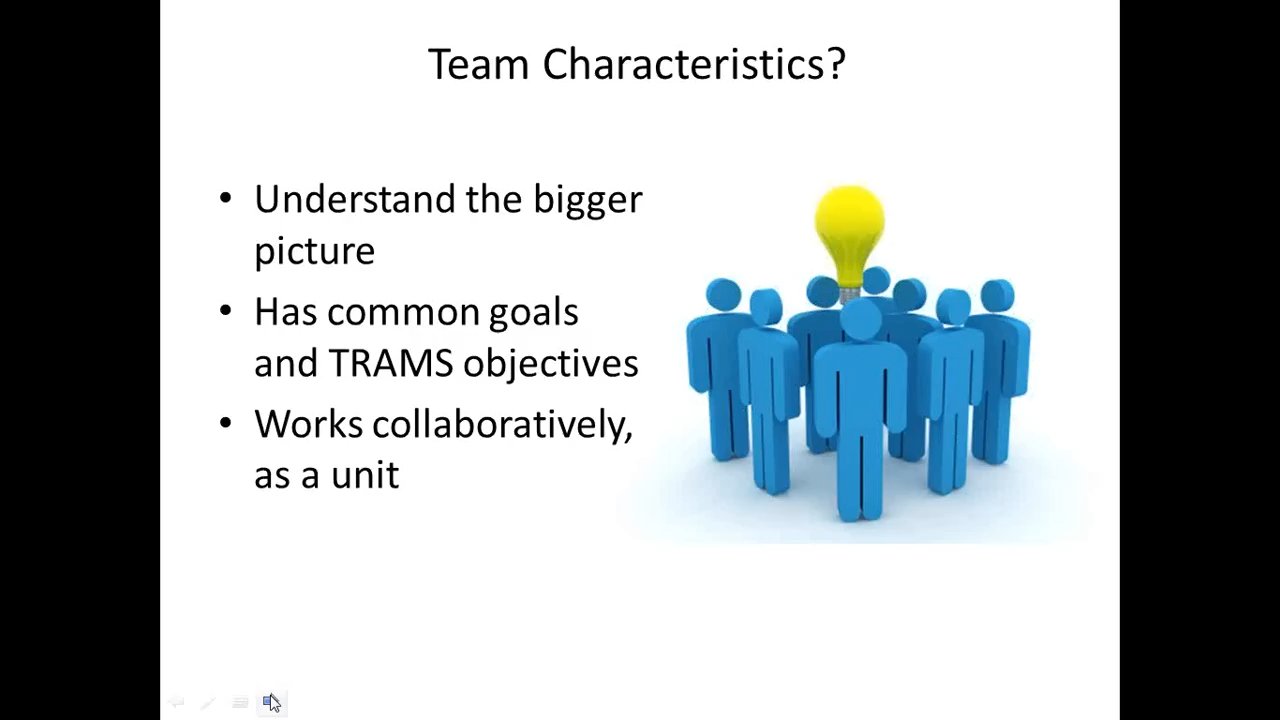 Team Characteristics?
• Understand the bigger
picture
• Has common goals
and TRAMS objectives
• Works collaboratively,
as a unit